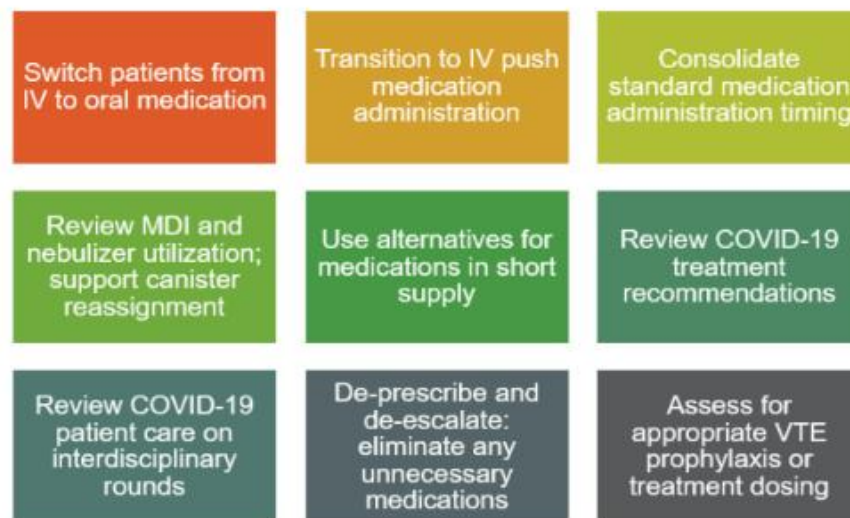 Switch patients from
IV to oral medication
Transition to IV push
medication
administration
Consolidate
standard medication
administration timing
Review MDI and
nebulizer utilization;
support canister
reassignment
Use alternatives for
medications in short
supply
Review COVID-19
treatment
recommendations
Review COVID-19
patient care on
interdisciplinary
rounds
De-prescribe and
de-escalate:
eliminate any
unnecessary
medications
Assess for
appropriate VTE
prophylaxis or
treatment dosing